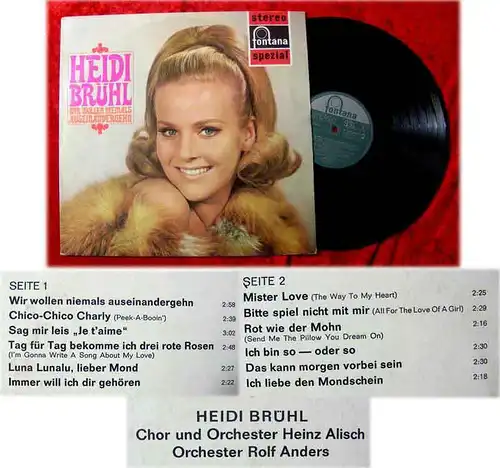 stereo
fontana
spezial
HEIDI
BRÜHL
WIR WOLLEN NIEMALS
AUSEINANDERGEHN
fontana
SEITE 1
Wir wollen niemals auseinandergehn 2:58
Chico-Chico Charly (Peek-A-Booin') 2:39
Sag mir leis „Je t'aime" 3:02
Tag für Tag bekomme ich drei rote Rosen 2:48
(I'm Gonna Write A Song About My Love)
Luna Lunalu, lieber Mond 2:27
Immer will ich dir gehören 2:22
SEITE 2
Mister Love (The Way To My Heart) 2:25
Bitte spiel nicht mit mir (All For The Love Of A Girl) 2:29
Rot wie der Mohn 2:16
(Send Me The Pillow You Dream On)
Ich bin so — oder so 2:30
Das kann morgen vorbei sein 2:30
Ich liebe den Mondschein 2:18
HEIDI BRÜHL
Chor und Orchester Heinz Alisch
Orchester Rolf Anders